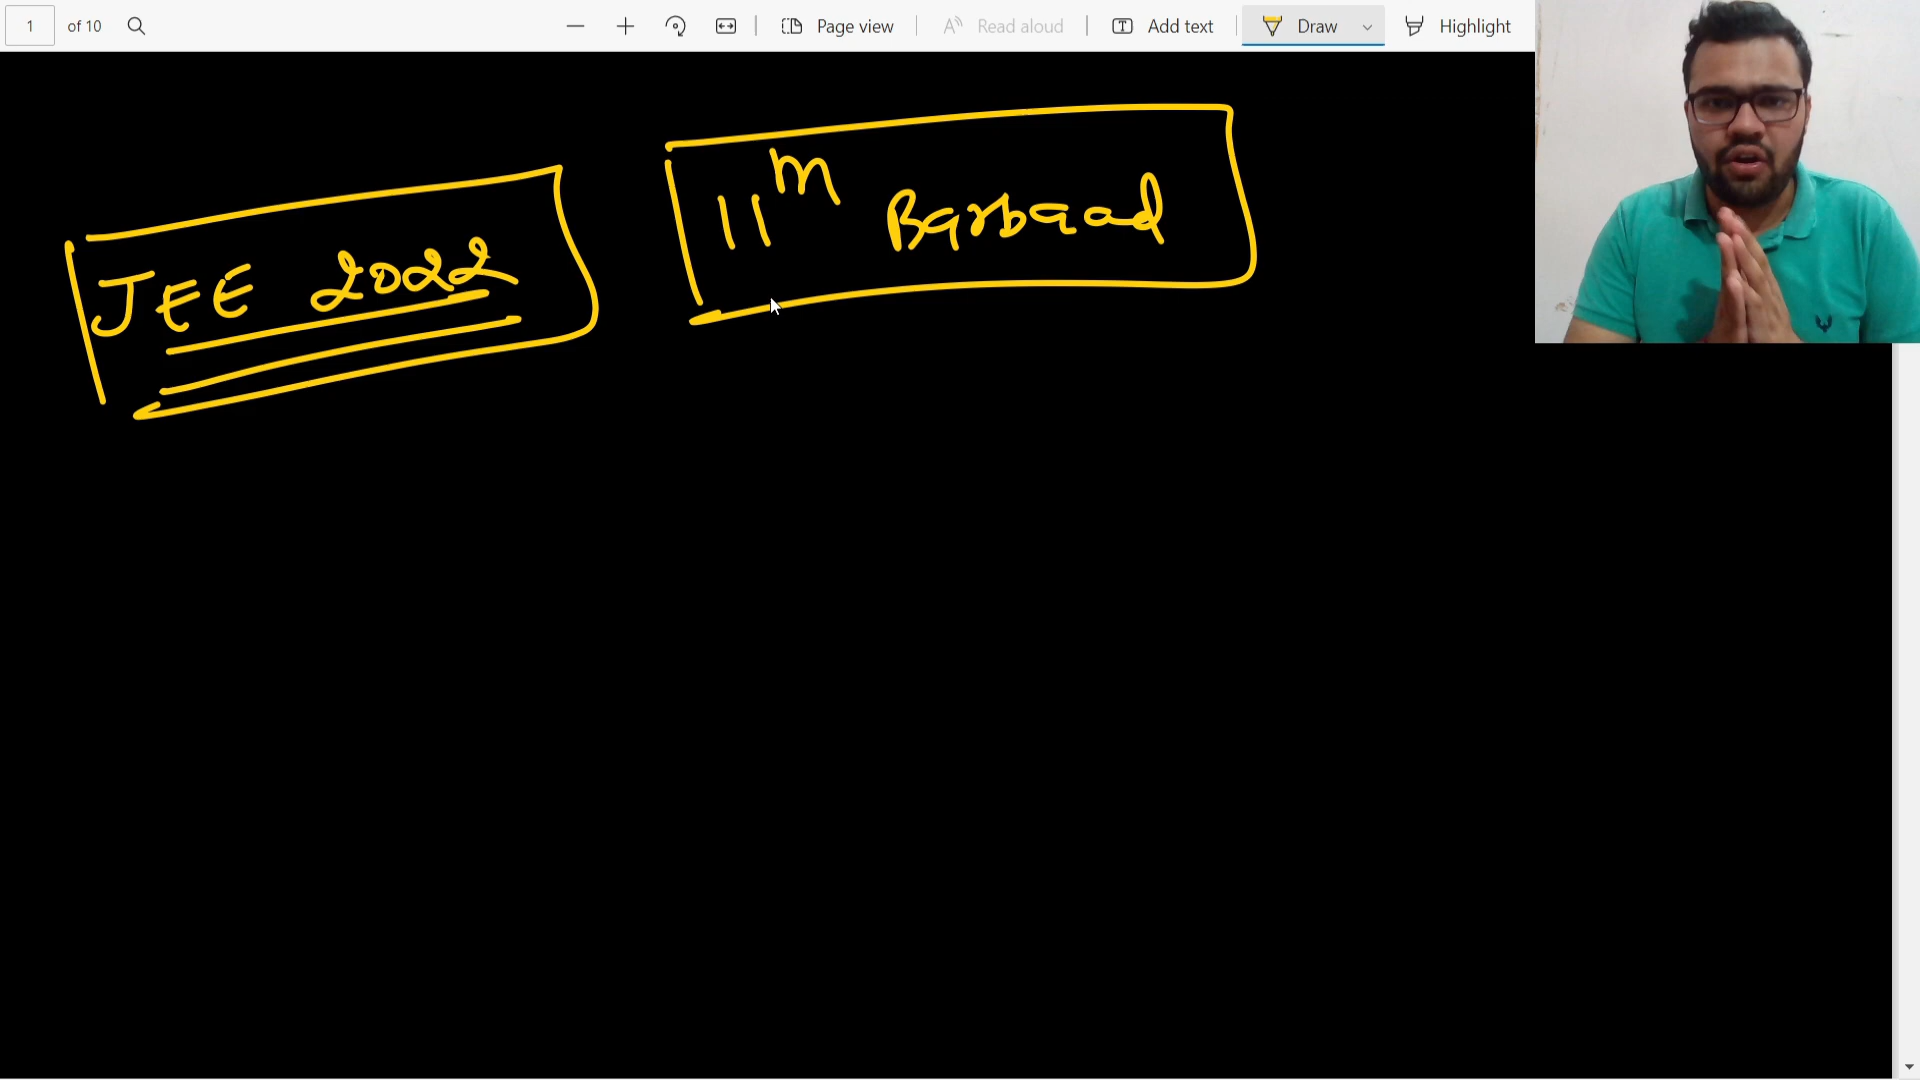 1 of 10 Page view Read aloud Add text Draw Highlight
JEE 2022
11th Barbaad